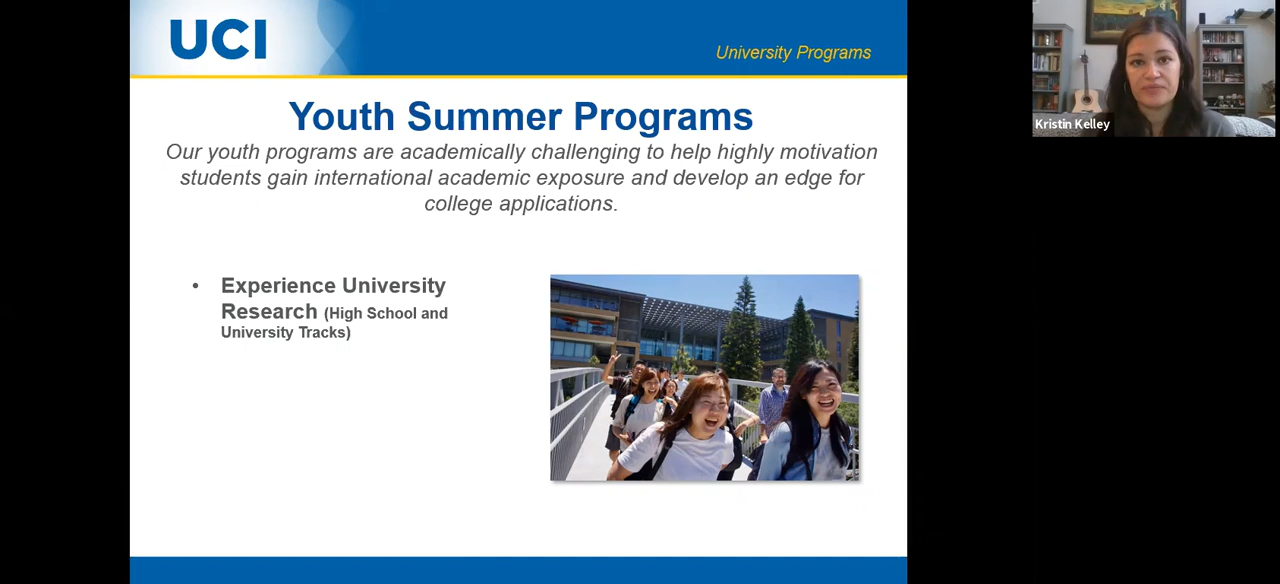 UCI
University Programs
Youth Summer Programs
Our youth programs are academically challenging to help highly motivation
students gain international academic exposure and develop an edge for
college applications.
• Experience University
Research (High School and
University Tracks)
Kristin Kelley